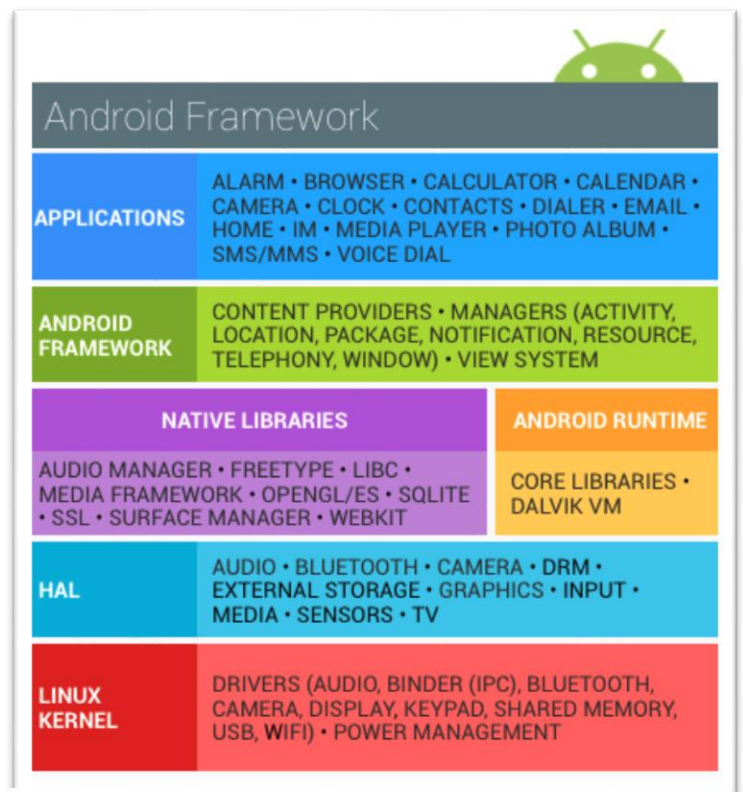 Android Framework
APPLICATIONS
ALARM • BROWSER • CALCULATOR • CALENDAR •
CAMERA • CLOCK • CONTACTS • DIALER • EMAIL •
HOME • IM • MEDIA PLAYER • PHOTO ALBUM •
SMS/MMS • VOICE DIAL
ANDROID
FRAMEWORK
CONTENT PROVIDERS • MANAGERS (ACTIVITY,
LOCATION, PACKAGE, NOTIFICATION, RESOURCE,
TELEPHONY, WINDOW) • VIEW SYSTEM
NATIVE LIBRARIES
AUDIO MANAGER • FREETYPE • LIBC •
MEDIA FRAMEWORK • OPENGL/ES • SQLITE
• SSL • SURFACE MANAGER • WEBKIT
ANDROID RUNTIME
CORE LIBRARIES •
DALVIK VM
HAL
AUDIO • BLUETOOTH • CAMERA • DRM •
EXTERNAL STORAGE • GRAPHICS • INPUT •
MEDIA • SENSORS • TV
LINUX
KERNEL
DRIVERS (AUDIO, BINDER (IPC), BLUETOOTH,
CAMERA, DISPLAY, KEYPAD, SHARED MEMORY,
USB, WIFI) • POWER MANAGEMENT